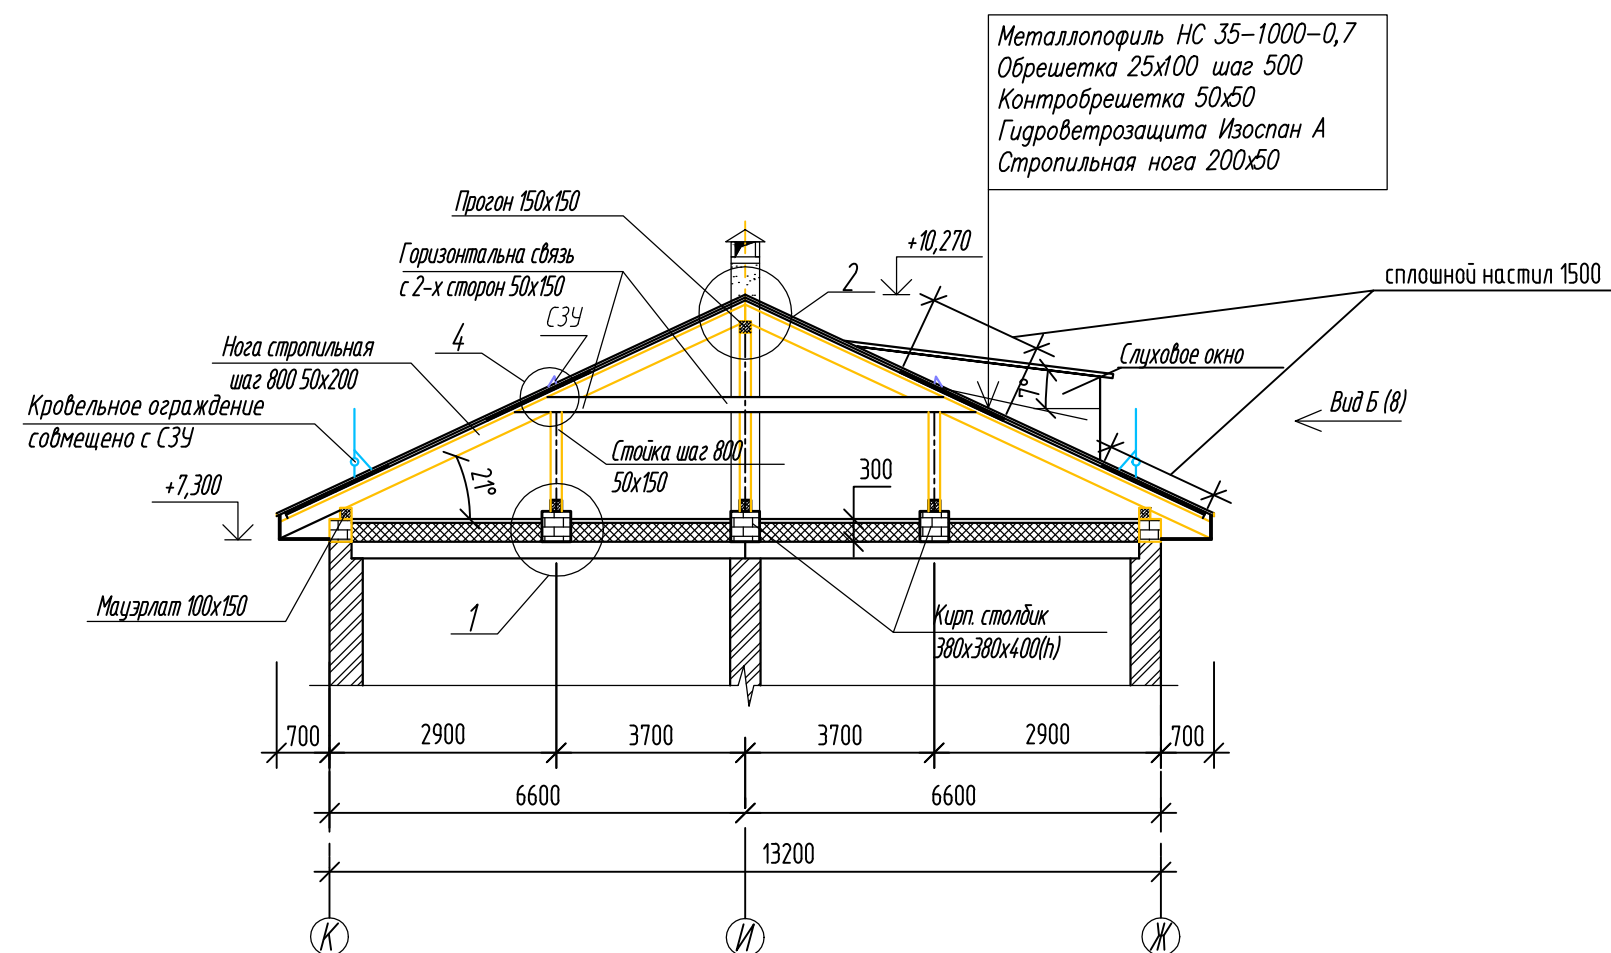 Металлопофиль НС 35-1000-0,7
Обрешетка 25х100 шаг 500
Контробрешетка 50х50
Гидроветрозащита Изоспан А
Стропильная нога 200х50
Прогон 150х150
+10,270
Горизонтальна связь
с 2-х сторон 50х150
2
сплошной настил 1500
СЗУ
4
Нога стропильная
шаг 800 50х200
Слуховое окно
7°
Кровельное ограждение
совмещено с СЗУ
Вид Б (8)
Стойка шаг 800
50х150
21°
300
+7,300
Мауэрлат 100х150
1
Кирп. столбик
380х380х400(h)
700
2900
3700
3700
2900
700
6600
6600
13200
К
И
Ж